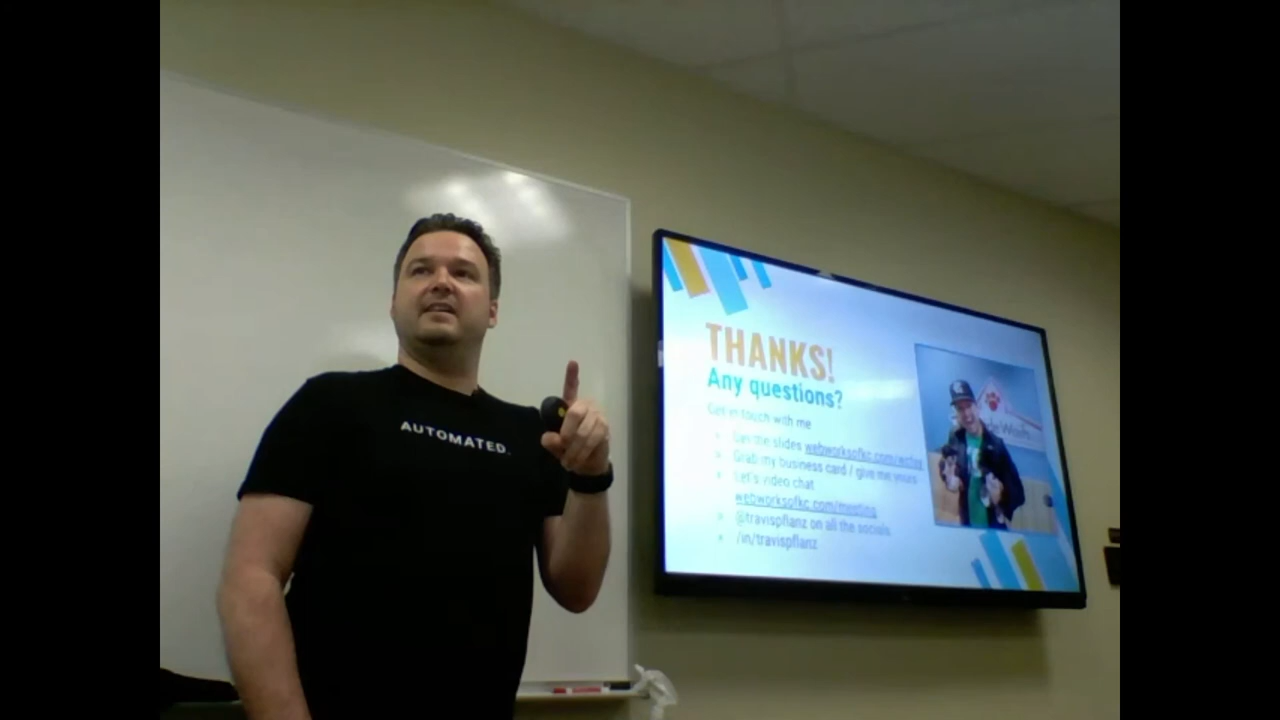 AUTOMATED.
THANKS!
Any questions?
Get in touch with me
Get the slides webworksofkc.com/wcfay
Grab my business card / give me yours
Let's video chat
webworksofkc.com/meeting
@travispflanz on all the socials
/in/travispflanz